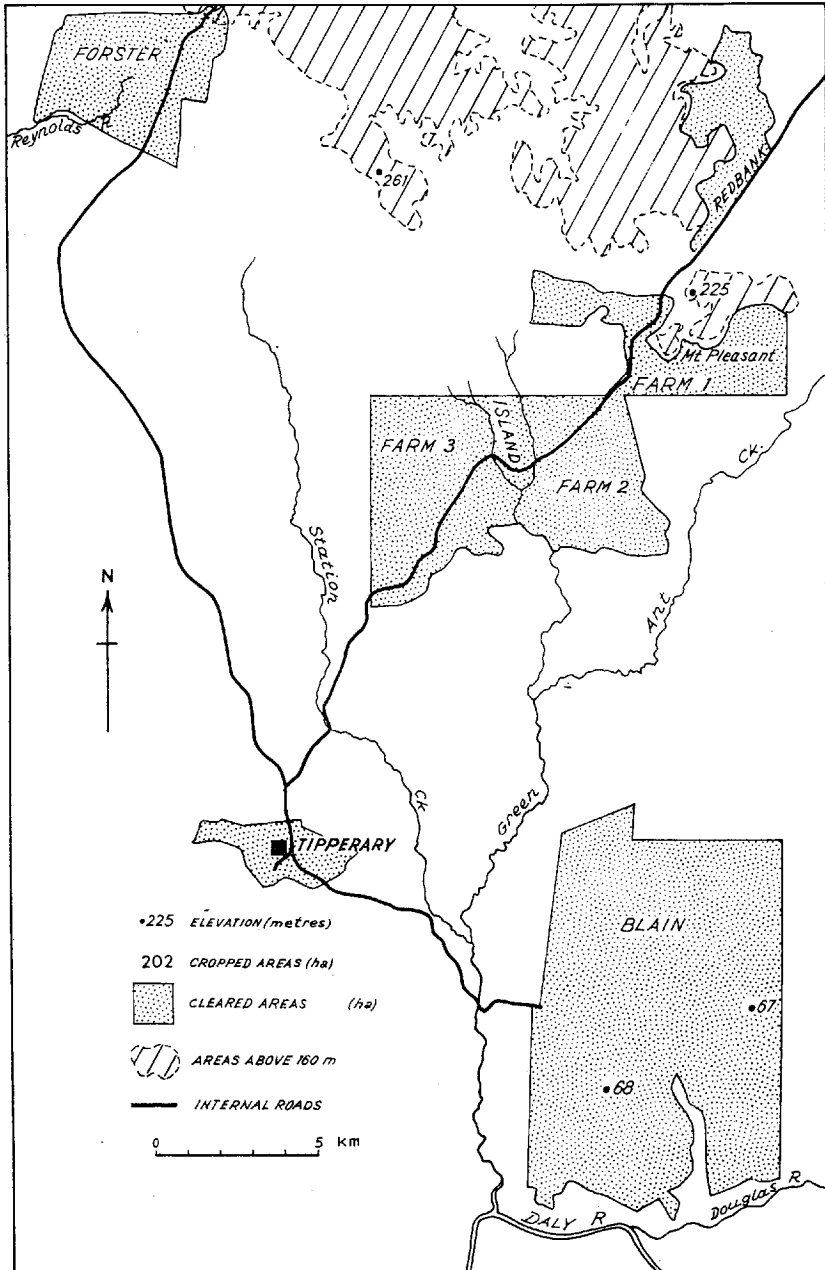 FORSTER
Reynolds R
261
REDBANK
225
Mt Pleasant
FARM 1
ISLAND
FARM 3
FARM 2
Ck.
Station
Ant
N
Ck
Green
TIPPERARY
BLAIN
•225 ELEVATION (metres)
202 CROPPED AREAS (ha)
CLEARED AREAS (ha)
AREAS ABOVE 160 m
INTERNAL ROADS
0 5 km
67
68
DALY R
Douglas R